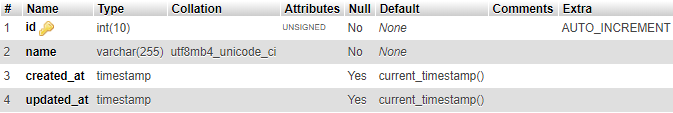 # Name Type Collation Attributes Null Default Comments Extra
1 id int(10) UNSIGNED No None AUTO_INCREMENT
2 name varchar(255) utf8mb4_unicode_ci No None
3 created_at timestamp Yes current_timestamp()
4 updated_at timestamp Yes current_timestamp()